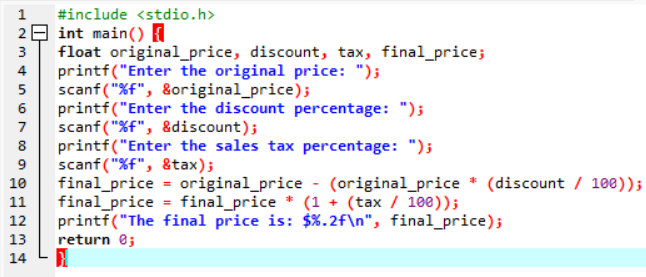 1 #include <stdio.h>
2 int main() {
3 float original_price, discount, tax, final_price;
4 printf("Enter the original price: ");
5 scanf("%f", &original_price);
6 printf("Enter the discount percentage: ");
7 scanf("%f", &discount);
8 printf("Enter the sales tax percentage: ");
9 scanf("%f", &tax);
10 final_price = original_price - (original_price * (discount / 100));
11 final_price = final_price * (1 + (tax / 100));
12 printf("The final price is: $%.2f\n", final_price);
13 return 0;
14 }